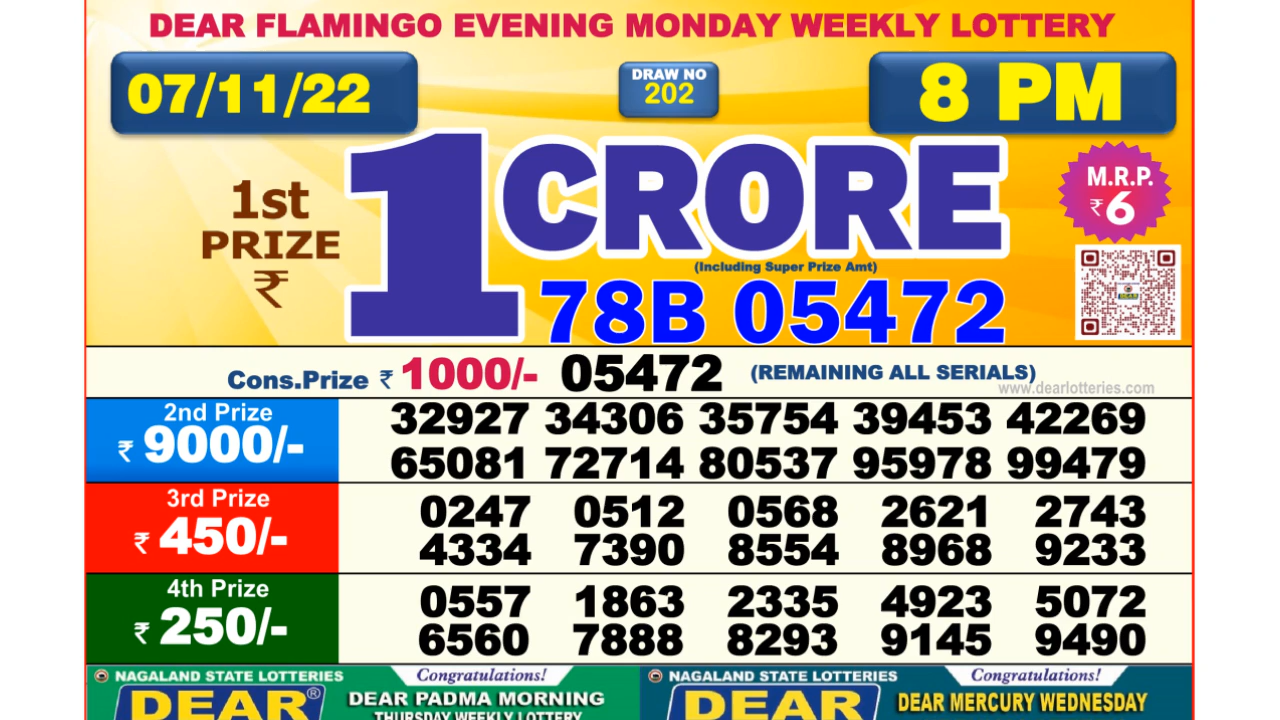 DEAR FLAMINGO EVENING MONDAY WEEKLY LOTTERY
07/11/22
DRAW NO
202
8 PM
1st
PRIZE
₹
1 CRORE
(Including Super Prize Amt)
78B 05472
M.R.P.
₹6
DEAR
Cons.Prize ₹ 1000/- 05472 (REMAINING ALL SERIALS)
www.dearlotteries.com
2nd Prize
₹ 9000/-
32927 34306 35754 39453 42269
65081 72714 80537 95978 99479
3rd Prize
₹ 450/-
0247 0512 0568 2621 2743
4334 7390 8554 8968 9233
4th Prize
₹ 250/-
0557 1863 2335 4923 5072
6560 7888 8293 9145 9490
NAGALAND STATE LOTTERIES
DEAR®
Congratulations!
DEAR PADMA MORNING
THURSDAY WEEKLY LOTTERY
NAGALAND STATE LOTTERIES
DEAR
Congratulations!
DEAR MERCURY WEDNESDAY